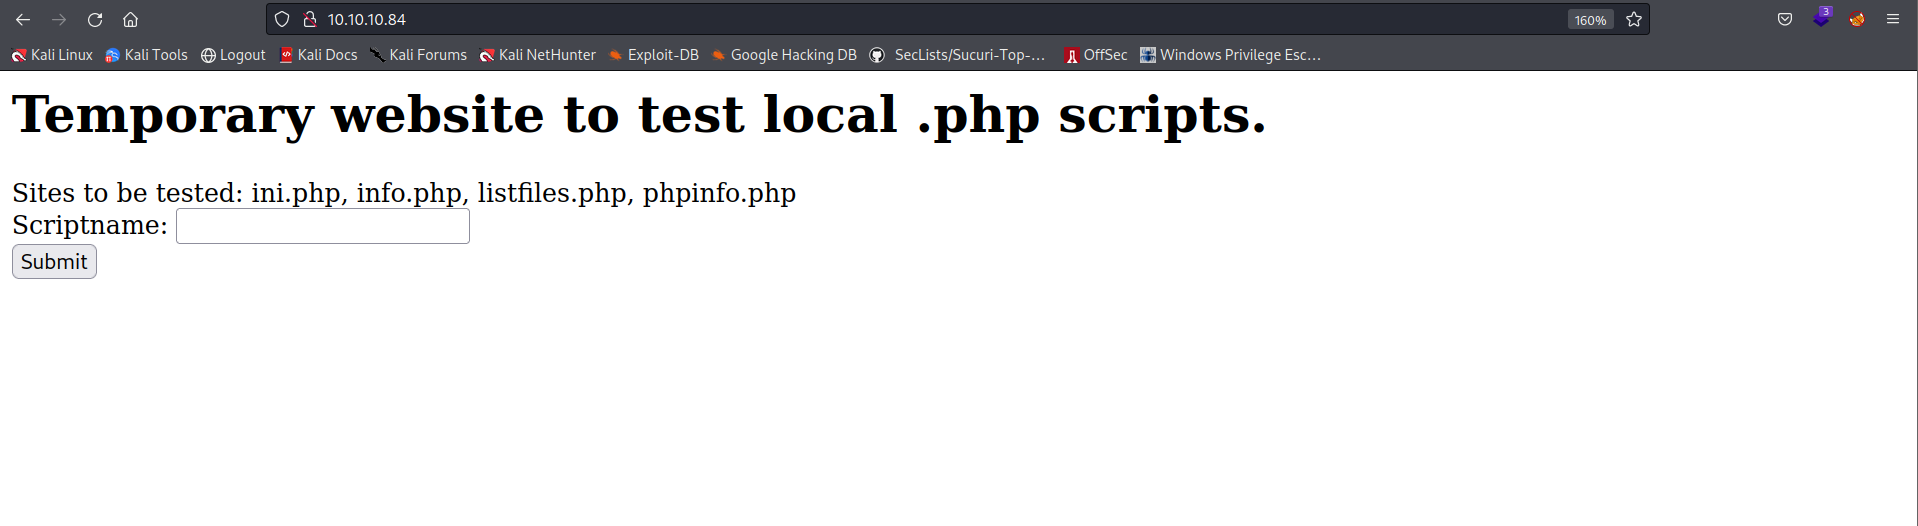 10.10.10.84 160% 3
Kali Linux Kali Tools Logout Kali Docs Kali Forums Kali NetHunter Exploit-DB Google Hacking DB SecLists/Sucuri-Top-... OffSec Windows Privilege Esc...
Temporary website to test local .php scripts.
Sites to be tested: ini.php, info.php, listfiles.php, phpinfo.php
Scriptname:
Submit